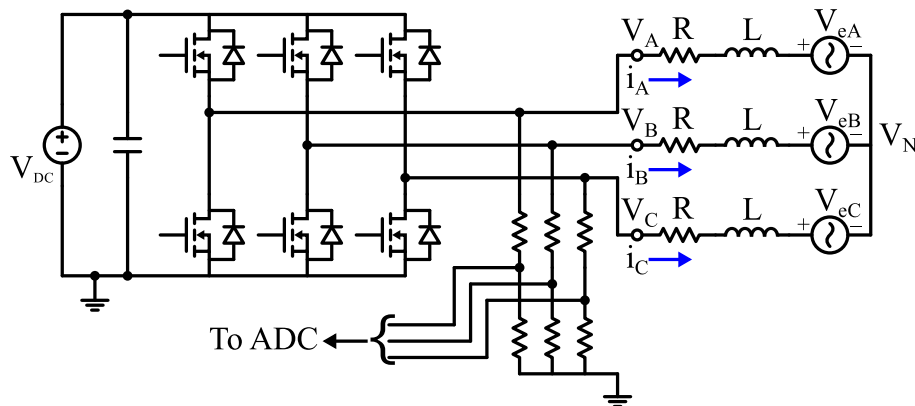 V_A R L + V_eA −
i_A
V_B R L + V_eB −
V_N
i_B
V_DC + −
V_C R L + V_eC −
i_C
To ADC